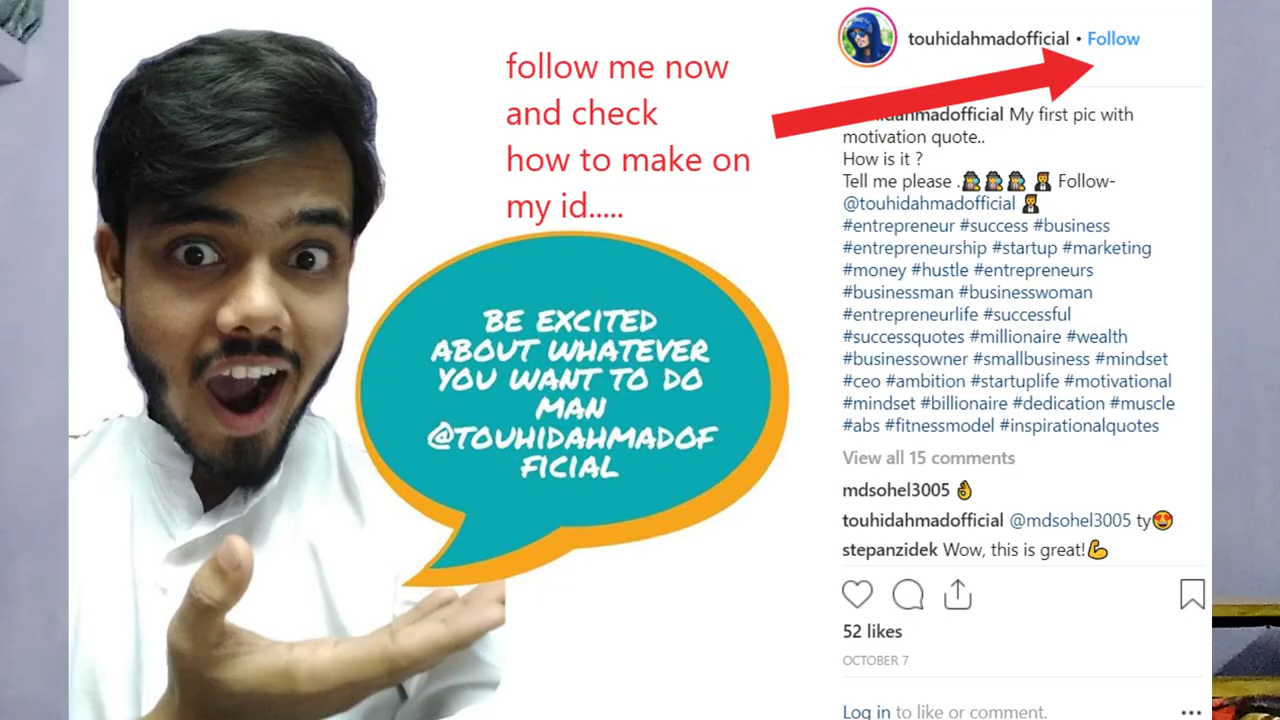 follow me now
and check
how to make on
my id.....
BE EXCITED
ABOUT WHATEVER
YOU WANT TO DO
MAN
@TOUHIDAHMADOF
FICIAL
touhidahmadofficial • Follow
My first pic with
motivation quote..
How is it ?
Tell me please . Follow-
@touhidahmadofficial
#entrepreneur #success #business
#entrepreneurship #startup #marketing
#money #hustle #entrepreneurs
#businessman #businesswoman
#entrepreneurlife #successful
#successquotes #millionaire #wealth
#businessowner #smallbusiness #mindset
#ceo #ambition #startuplife #motivational
#mindset #billionaire #dedication #muscle
#abs #fitnessmodel #inspirationalquotes
View all 15 comments
mdsohel3005 👌
touhidahmadofficial @mdsohel3005 ty😍
stepanzidek Wow, this is great!💪
52 likes
OCTOBER 7
Log in to like or comment.